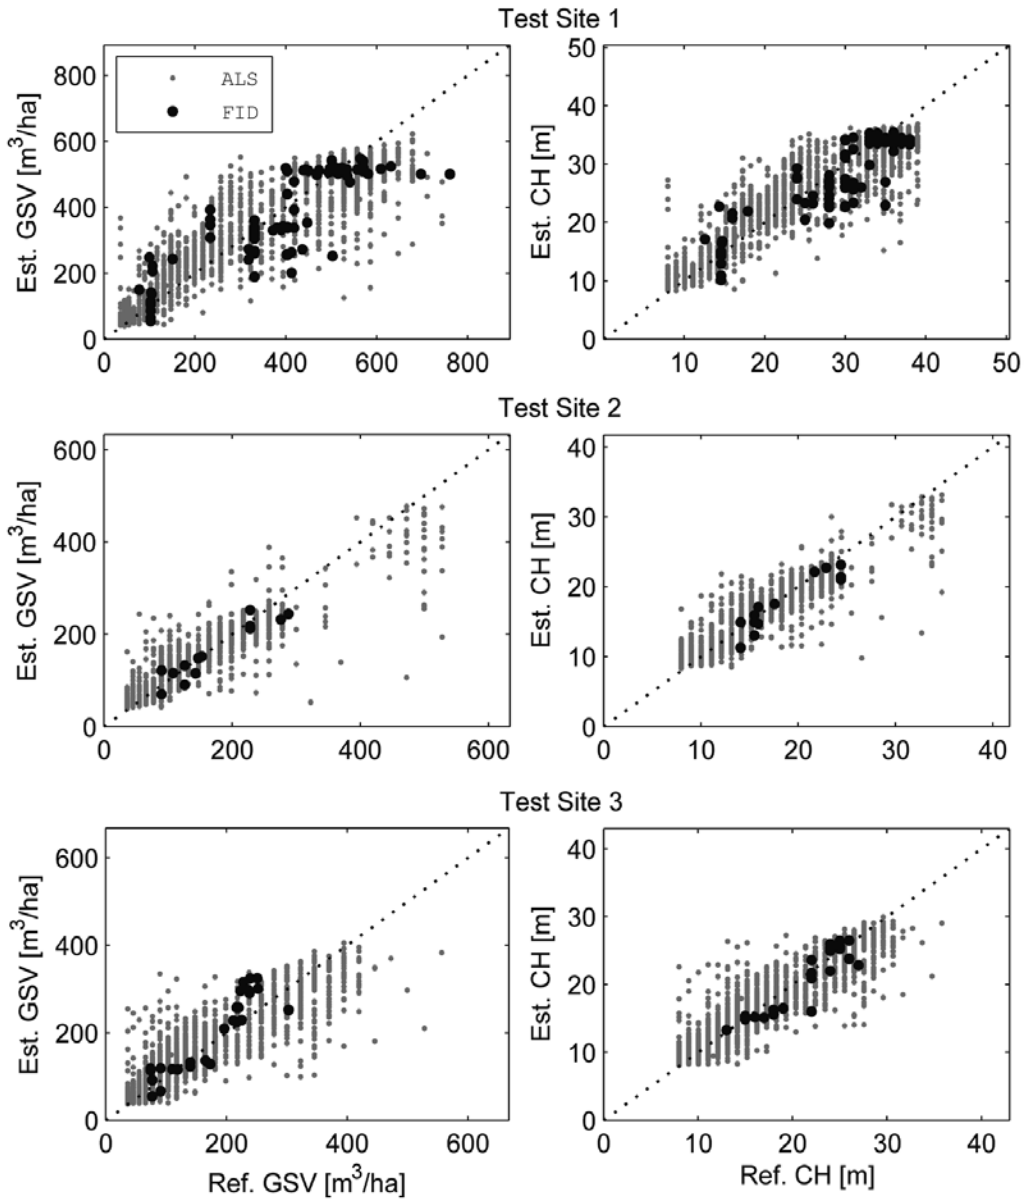 Test Site 1
Est. GSV [m³/ha]
800
600
400
200
0
ALS
FID
0 200 400 600 800
Est. CH [m]
50
40
30
20
10
0
10 20 30 40 50
Test Site 2
Est. GSV [m³/ha]
600
400
200
0
0 200 400 600
Est. CH [m]
40
30
20
10
0
0 10 20 30 40
Test Site 3
Est. GSV [m³/ha]
600
400
200
0
0 200 400 600
Ref. GSV [m³/ha]
Est. CH [m]
40
30
20
10
0
0 10 20 30 40
Ref. CH [m]